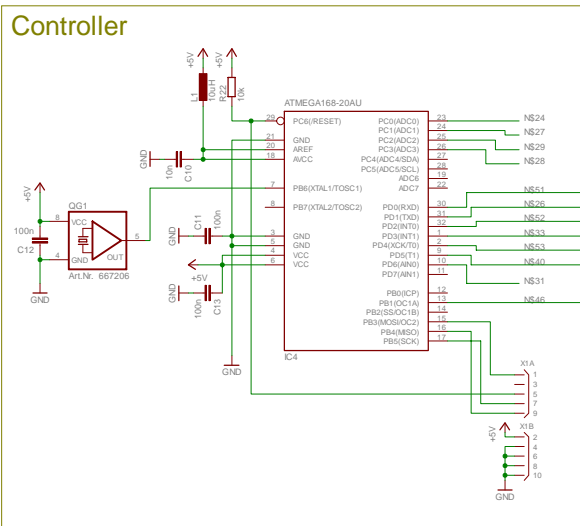 Controller
+5V
+5V
L1
10uH
R22
10k
ATMEGA168-20AU
29 PC6(/RESET) PC0(ADC0) 23 N$24
PC1(ADC1) 24 N$27
21 GND PC2(ADC2) 25 N$29
20 AREF PC3(ADC3) 26 N$28
18 AVCC PC4(ADC4/SDA) 27
PC5(ADC5/SCL) 28
ADC6 19
7 PB6(XTAL1/TOSC1) ADC7 22
8 PB7(XTAL2/TOSC2) PD0(RXD) 30 N$51
PD1(TXD) 31 N$26
PD2(INT0) 32 N$52
3 GND PD3(INT1) 1 N$33
5 GND PD4(XCK/T0) 2 N$53
4 VCC PD5(T1) 9 N$40
6 VCC PD6(AIN0) 10 N$31
PD7(AIN1) 11
PB0(ICP) 12
PB1(OC1A) 13 N$46
PB2(SS/OC1B) 14
PB3(MOSI/OC2) 15
PB4(MISO) 16
PB5(SCK) 17
IC4
GND
10n
C10
GND
C11
100n
+5V
GND
100n
C13
GND
+5V
QG1
8 VCC
5
OUT
4 GND
100n
C12
Art.Nr. 667206
GND
X1A
1
3
5
7
9
X1B
+5V
2
4
6
8
10
GND